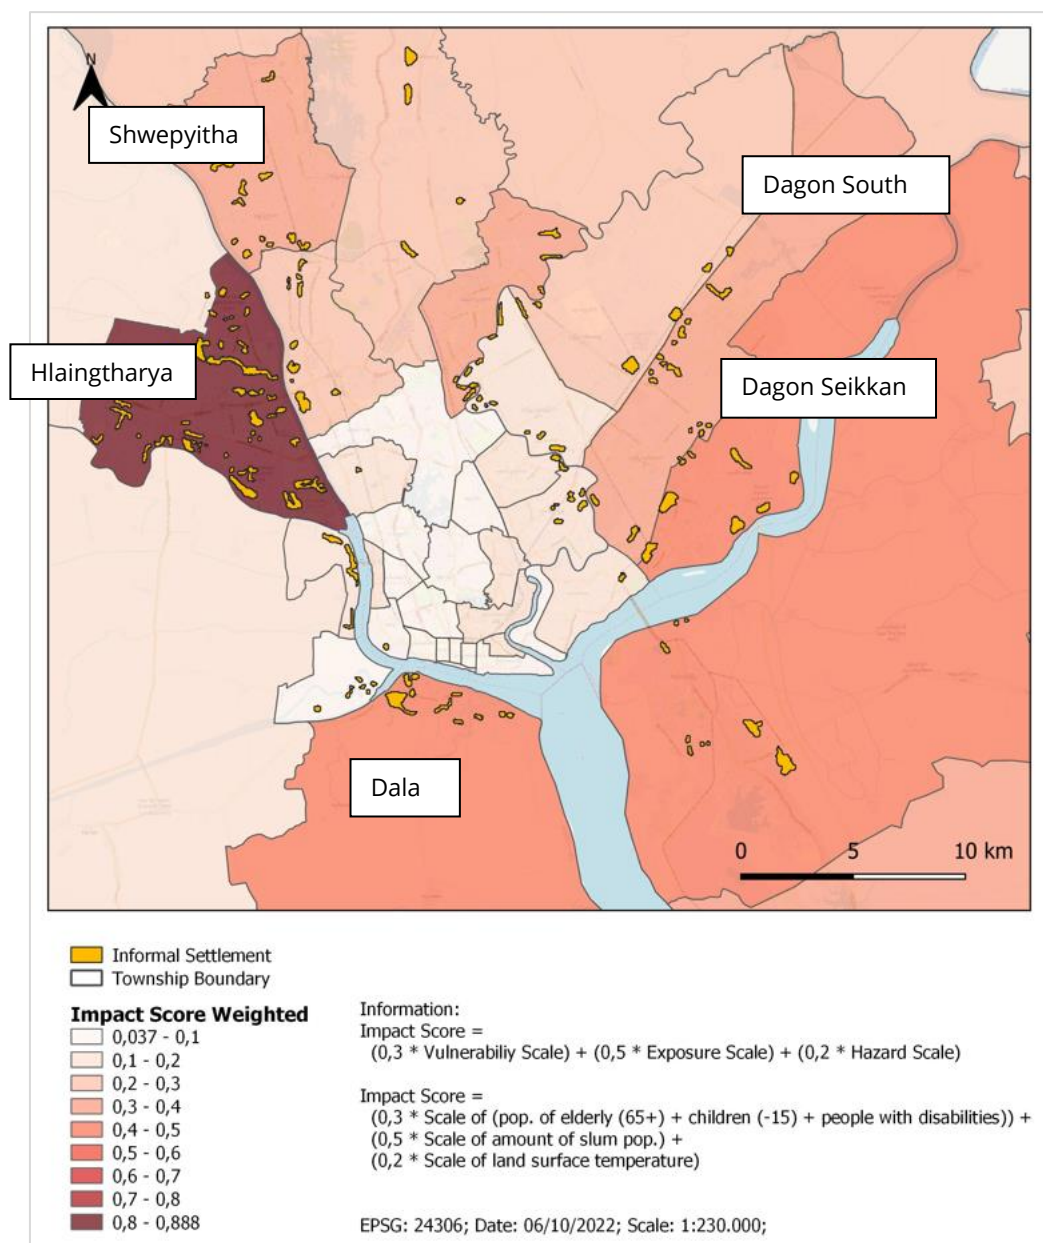 N
Shwepyitha
Dagon South
Hlaingtharya
Dagon Seikkan
Dala
0 5 10 km
Informal Settlement
Township Boundary
Impact Score Weighted
0,037 - 0,1
0,1 - 0,2
0,2 - 0,3
0,3 - 0,4
0,4 - 0,5
0,5 - 0,6
0,6 - 0,7
0,7 - 0,8
0,8 - 0,888
Information:
Impact Score =
(0,3 * Vulnerabiliy Scale) + (0,5 * Exposure Scale) + (0,2 * Hazard Scale)
Impact Score =
(0,3 * Scale of (pop. of elderly (65+) + children (-15) + people with disabilities)) +
(0,5 * Scale of amount of slum pop.) +
(0,2 * Scale of land surface temperature)
EPSG: 24306; Date: 06/10/2022; Scale: 1:230.000;